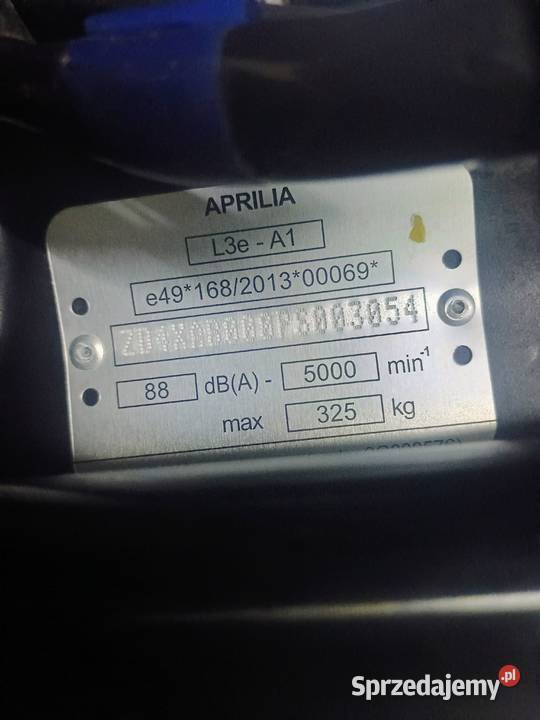 APRILIA
L3e - A1
e49*168/2013*00069*
88 dB(A) - 5000 min-1
max 325 kg
Sprzedajemy.pl